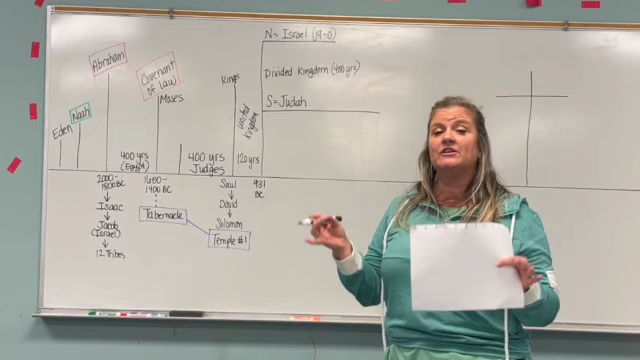 N = Israel (19-0)
Divided Kingdom (400 yrs)
S = Judah
Eden
Noah
Abraham
Covenant
of Law
Moses
Kings
United
Kingdom
400 yrs
(Egypt)
400 yrs
Judges
120 yrs
2000-
1800 BC
Isaac
Jacob
(Israel)
12 Tribes
1400 BC
Tabernacle
Saul
David
Solomon
Temple #1
931
BC